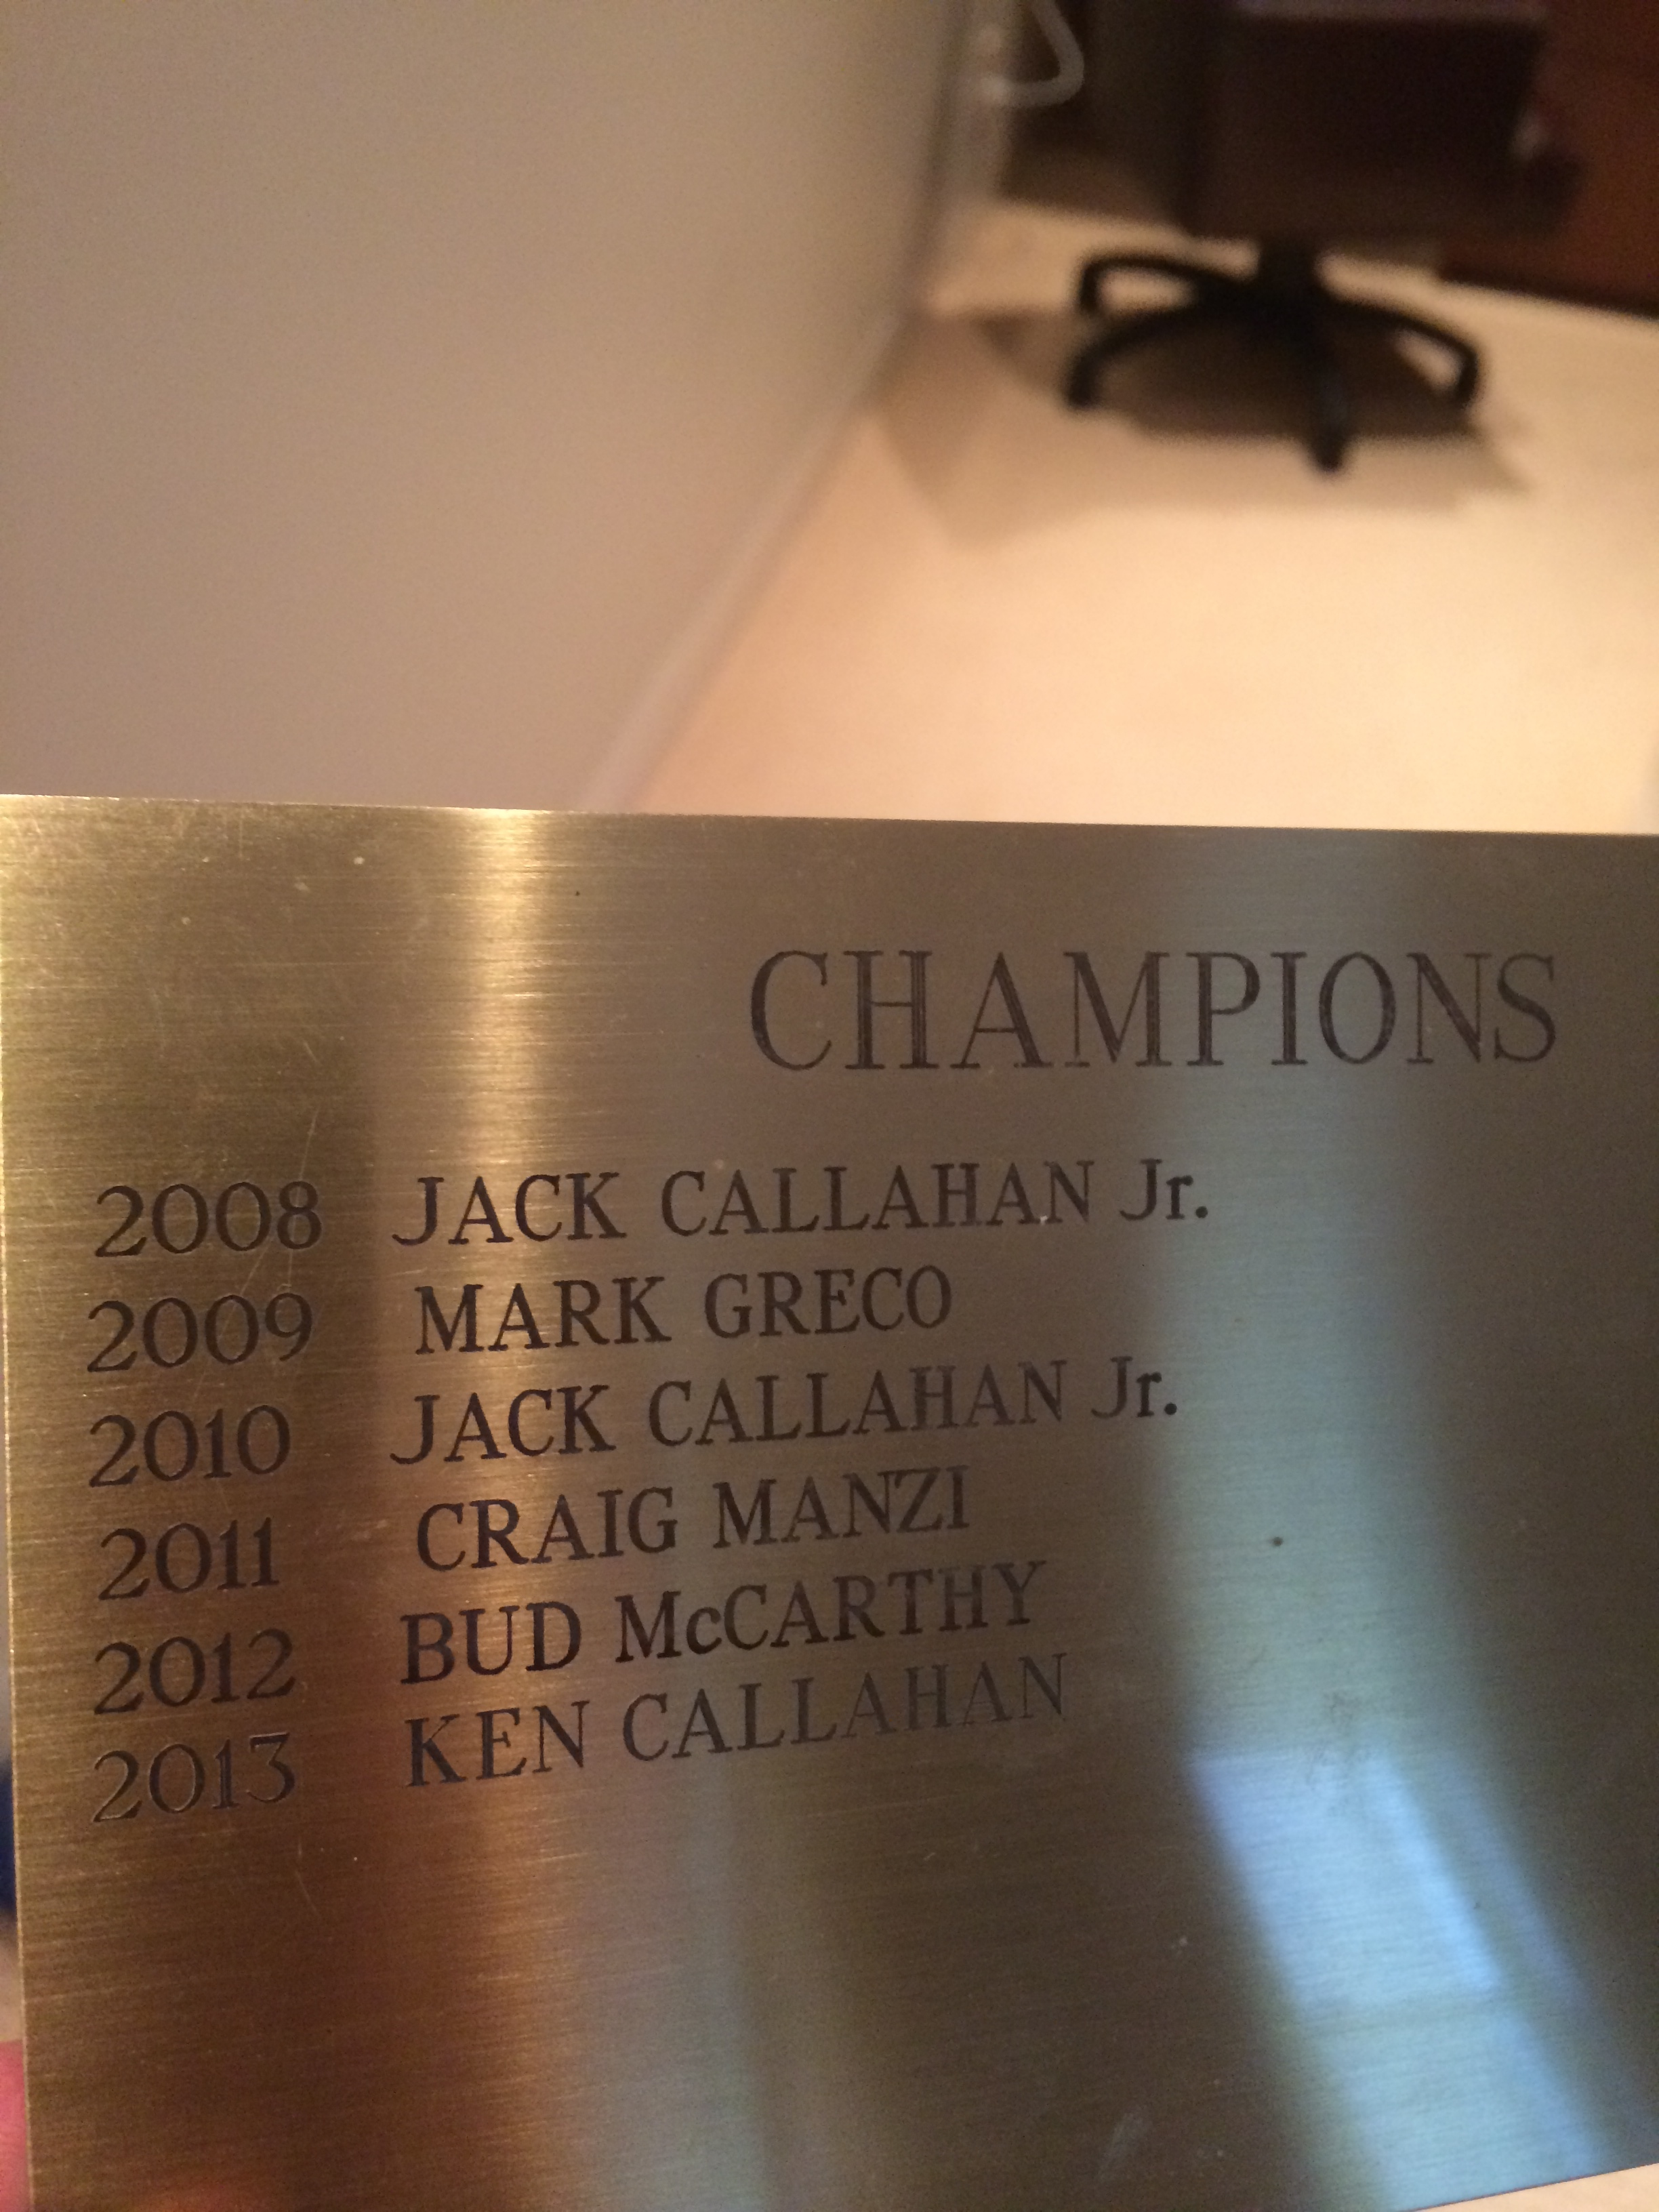 CHAMPIONS
2008 JACK CALLAHAN Jr.
2009 MARK GRECO
2010 JACK CALLAHAN Jr.
2011 CRAIG MANZI
2012 BUD McCARTHY
2013 KEN CALLAHAN